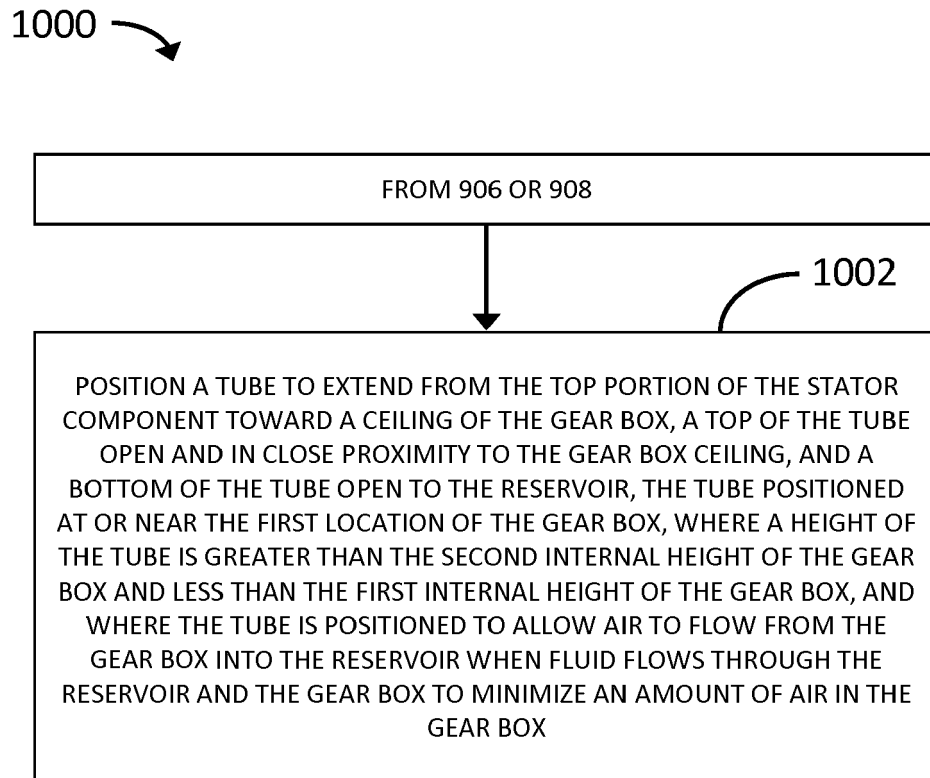 1000
FROM 906 OR 908
1002
POSITION A TUBE TO EXTEND FROM THE TOP PORTION OF THE STATOR
COMPONENT TOWARD A CEILING OF THE GEAR BOX, A TOP OF THE TUBE
OPEN AND IN CLOSE PROXIMITY TO THE GEAR BOX CEILING, AND A
BOTTOM OF THE TUBE OPEN TO THE RESERVOIR, THE TUBE POSITIONED
AT OR NEAR THE FIRST LOCATION OF THE GEAR BOX, WHERE A HEIGHT OF
THE TUBE IS GREATER THAN THE SECOND INTERNAL HEIGHT OF THE GEAR
BOX AND LESS THAN THE FIRST INTERNAL HEIGHT OF THE GEAR BOX, AND
WHERE THE TUBE IS POSITIONED TO ALLOW AIR TO FLOW FROM THE
GEAR BOX INTO THE RESERVOIR WHEN FLUID FLOWS THROUGH THE
RESERVOIR AND THE GEAR BOX TO MINIMIZE AN AMOUNT OF AIR IN THE
GEAR BOX